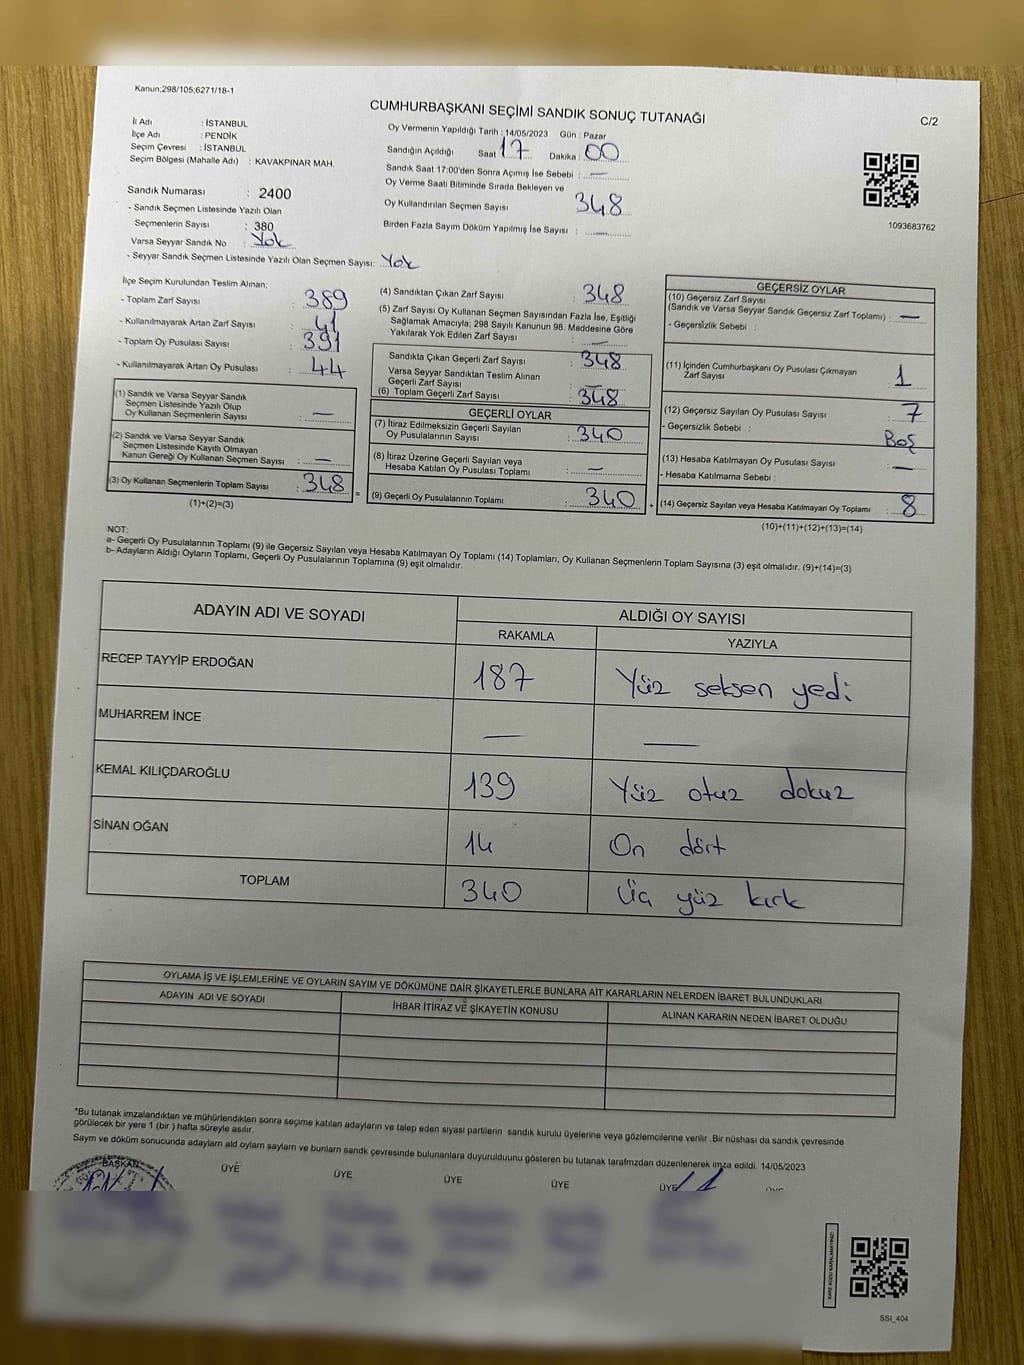 Kanun;298/105;6271/18-1
CUMHURBAŞKANI SEÇİMİ SANDIK SONUÇ TUTANAĞI
C/2
İl Adı : İSTANBUL
İlçe Adı : PENDİK
Seçim Çevresi : İSTANBUL
Seçim Bölgesi (Mahalle Adı) : KAVAKPINAR MAH.
Sandık Numarası : 2400
- Sandık Seçmen Listesinde Yazılı Olan
Seçmenlerin Sayısı : 380
Varsa Seyyar Sandık No : Yok
- Seyyar Sandık Seçmen Listesinde Yazılı Olan Seçmen Sayısı: Yok
Oy Vermenin Yapıldığı Tarih : 14/05/2023 Gün : Pazar
Sandığın Açıldığı Saat 17 Dakika 00
Sandık Saat 17:00'den Sonra Açımış İse Sebebi : —
Oy Verme Saati Bitiminde Sırada Bekleyen ve
Oy Kullandırılan Seçmen Sayısı 348
Birden Fazla Sayım Döküm Yapılmış İse Sayısı :
1093683762
İlçe Seçim Kurulundan Teslim Alınan;
- Toplam Zarf Sayısı : 389
- Kullanılmayarak Artan Zarf Sayısı : 41
- Toplam Oy Pusulası Sayısı : 391
- Kullanılmayarak Artan Oy Pusulası : 44
(1) Sandık ve Varsa Seyyar Sandık
Seçmen Listesinde Yazılı Olup
Oy Kullanan Seçmenlerin Sayısı : —
(2) Sandık ve Varsa Seyyar Sandık
Seçmen Listesinde Kayıtlı Olmayan
Kanun Gereği Oy Kullanan Seçmen Sayısı : —
(3) Oy Kullanan Seçmenlerin Toplam Sayısı : 348
(1)+(2)=(3)
(4) Sandıktan Çıkan Zarf Sayısı : 348
(5) Zarf Sayısı Oy Kullanan Seçmen Sayısından Fazla İse, Eşitliği
Sağlamak Amacıyla; 298 Sayılı Kanunun 98. Maddesine Göre
Yakılarak Yok Edilen Zarf Sayısı : —
Sandıkta Çıkan Geçerli Zarf Sayısı : 348
Varsa Seyyar Sandıktan Teslim Alınan
Geçerli Zarf Sayısı : —
(6) Toplam Geçerli Zarf Sayısı : 348
GEÇERLİ OYLAR
(7) İtiraz Edilmeksizin Geçerli Sayılan
Oy Pusulalarının Sayısı : 340
(8) İtiraz Üzerine Geçerli Sayılan veya
Hesaba Katılan Oy Pusulası Toplamı : —
= (9) Geçerli Oy Pusulalarının Toplamı : 340
GEÇERSİZ OYLAR
(10) Geçersiz Zarf Sayısı
(Sandık ve Varsa Seyyar Sandık Geçersiz Zarf Toplamı) : —
- Geçersizlik Sebebi :
(11) İçinden Cumhurbaşkanı Oy Pusulası Çıkmayan
Zarf Sayısı : 1
(12) Geçersiz Sayılan Oy Pusulası Sayısı : 7
- Geçersizlik Sebebi : Boş
(13) Hesaba Katılmayan Oy Pusulası Sayısı : —
- Hesaba Katılmama Sebebi :
+ (14) Geçersiz Sayılan veya Hesaba Katılmayan Oy Toplamı : 8
(10)+(11)+(12)+(13)=(14)
NOT:
a- Geçerli Oy Pusulalarının Toplamı (9) ile Geçersiz Sayılan veya Hesaba Katılmayan Oy Toplamı (14) Toplamları, Oy Kullanan Seçmenlerin Toplam Sayısına (3) eşit olmalıdır. (9)+(14)=(3)
b- Adayların Aldığı Oyların Toplamı, Geçerli Oy Pusulalarının Toplamına (9) eşit olmalıdır.
ADAYIN ADI VE SOYADI ALDIĞI OY SAYISI
RAKAMLA YAZIYLA
RECEP TAYYİP ERDOĞAN 187 Yüz seksen yedi
MUHARREM İNCE — —
KEMAL KILIÇDAROĞLU 139 Yüz otuz dokuz
SİNAN OĞAN 14 On dört
TOPLAM 340 Üç yüz kırk
OYLAMA İŞ VE İŞLEMLERİNE VE OYLARIN SAYIM VE DÖKÜMÜNE DAİR ŞİKAYETLERLE BUNLARA AİT KARARLARIN NELERDEN İBARET BULUNDUKLARI
ADAYIN ADI VE SOYADI İHBAR İTİRAZ VE ŞİKAYETİN KONUSU ALINAN KARARIN NEDEN İBARET OLDUĞU
*Bu tutanak imzalandıktan ve mühürlendikten sonra seçime katılan adayların ve talep eden siyasi partilerin sandık kurulu üyelerine veya gözlemcilerine verilir .Bir nüshası da sandık çevresinde
görülecek bir yere 1 (bir ) hafta süreyle asılır.
Saym ve döküm sonucunda adaylarn ald oylarn saylarn ve bunlarn sandk çevresinde bulunanlara duyurulduunu gösteren bu tutanak tarafmzdan düzenlenerek imza edildi. 14/05/2023
BAŞKAN ÜYE ÜYE ÜYE ÜYE ÜYE
KARE KODU KARALAMAYINIZ!
SSI_404